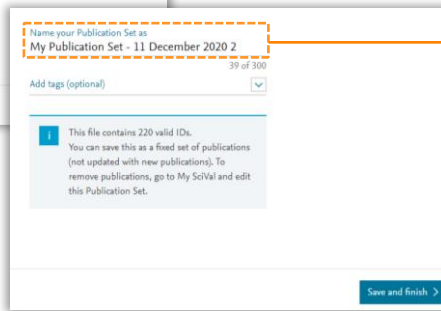 Name your Publication Set as
My Publication Set - 11 December 2020 2
39 of 300
Add tags (optional)
i
This file contains 220 valid IDs.
You can save this as a fixed set of publications
(not updated with new publications). To
remove publications, go to My SciVal and edit
this Publication Set.
Save and finish >